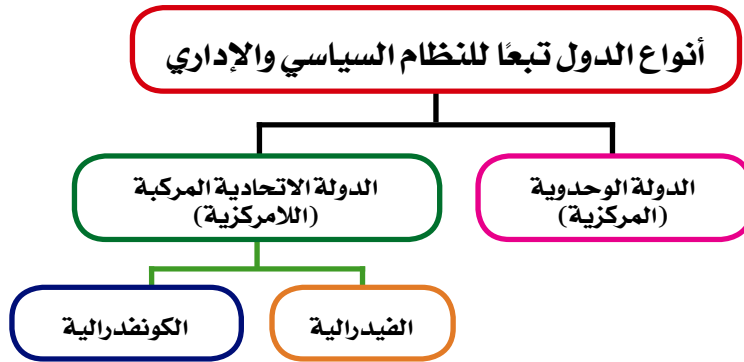 أنواع الدول تبعًا للنظام السياسي والإداري
الدولة الوحدوية
(المركزية)
الدولة الاتحادية المركبة
(اللامركزية)
الفيدرالية
الكونفدرالية